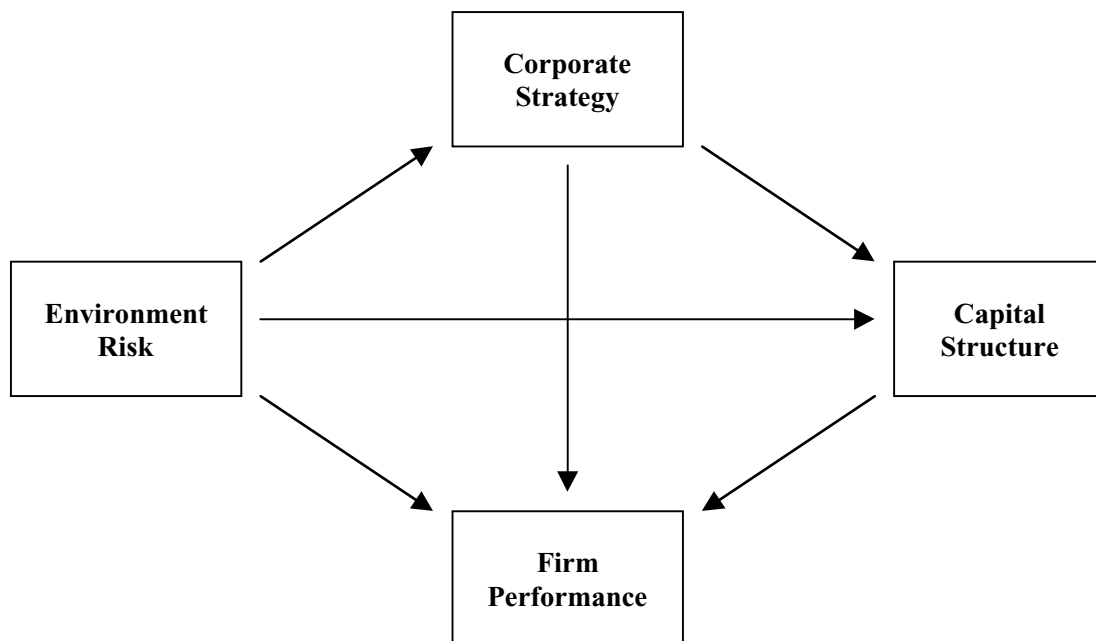 Corporate
Strategy
Environment
Risk
Capital
Structure
Firm
Performance